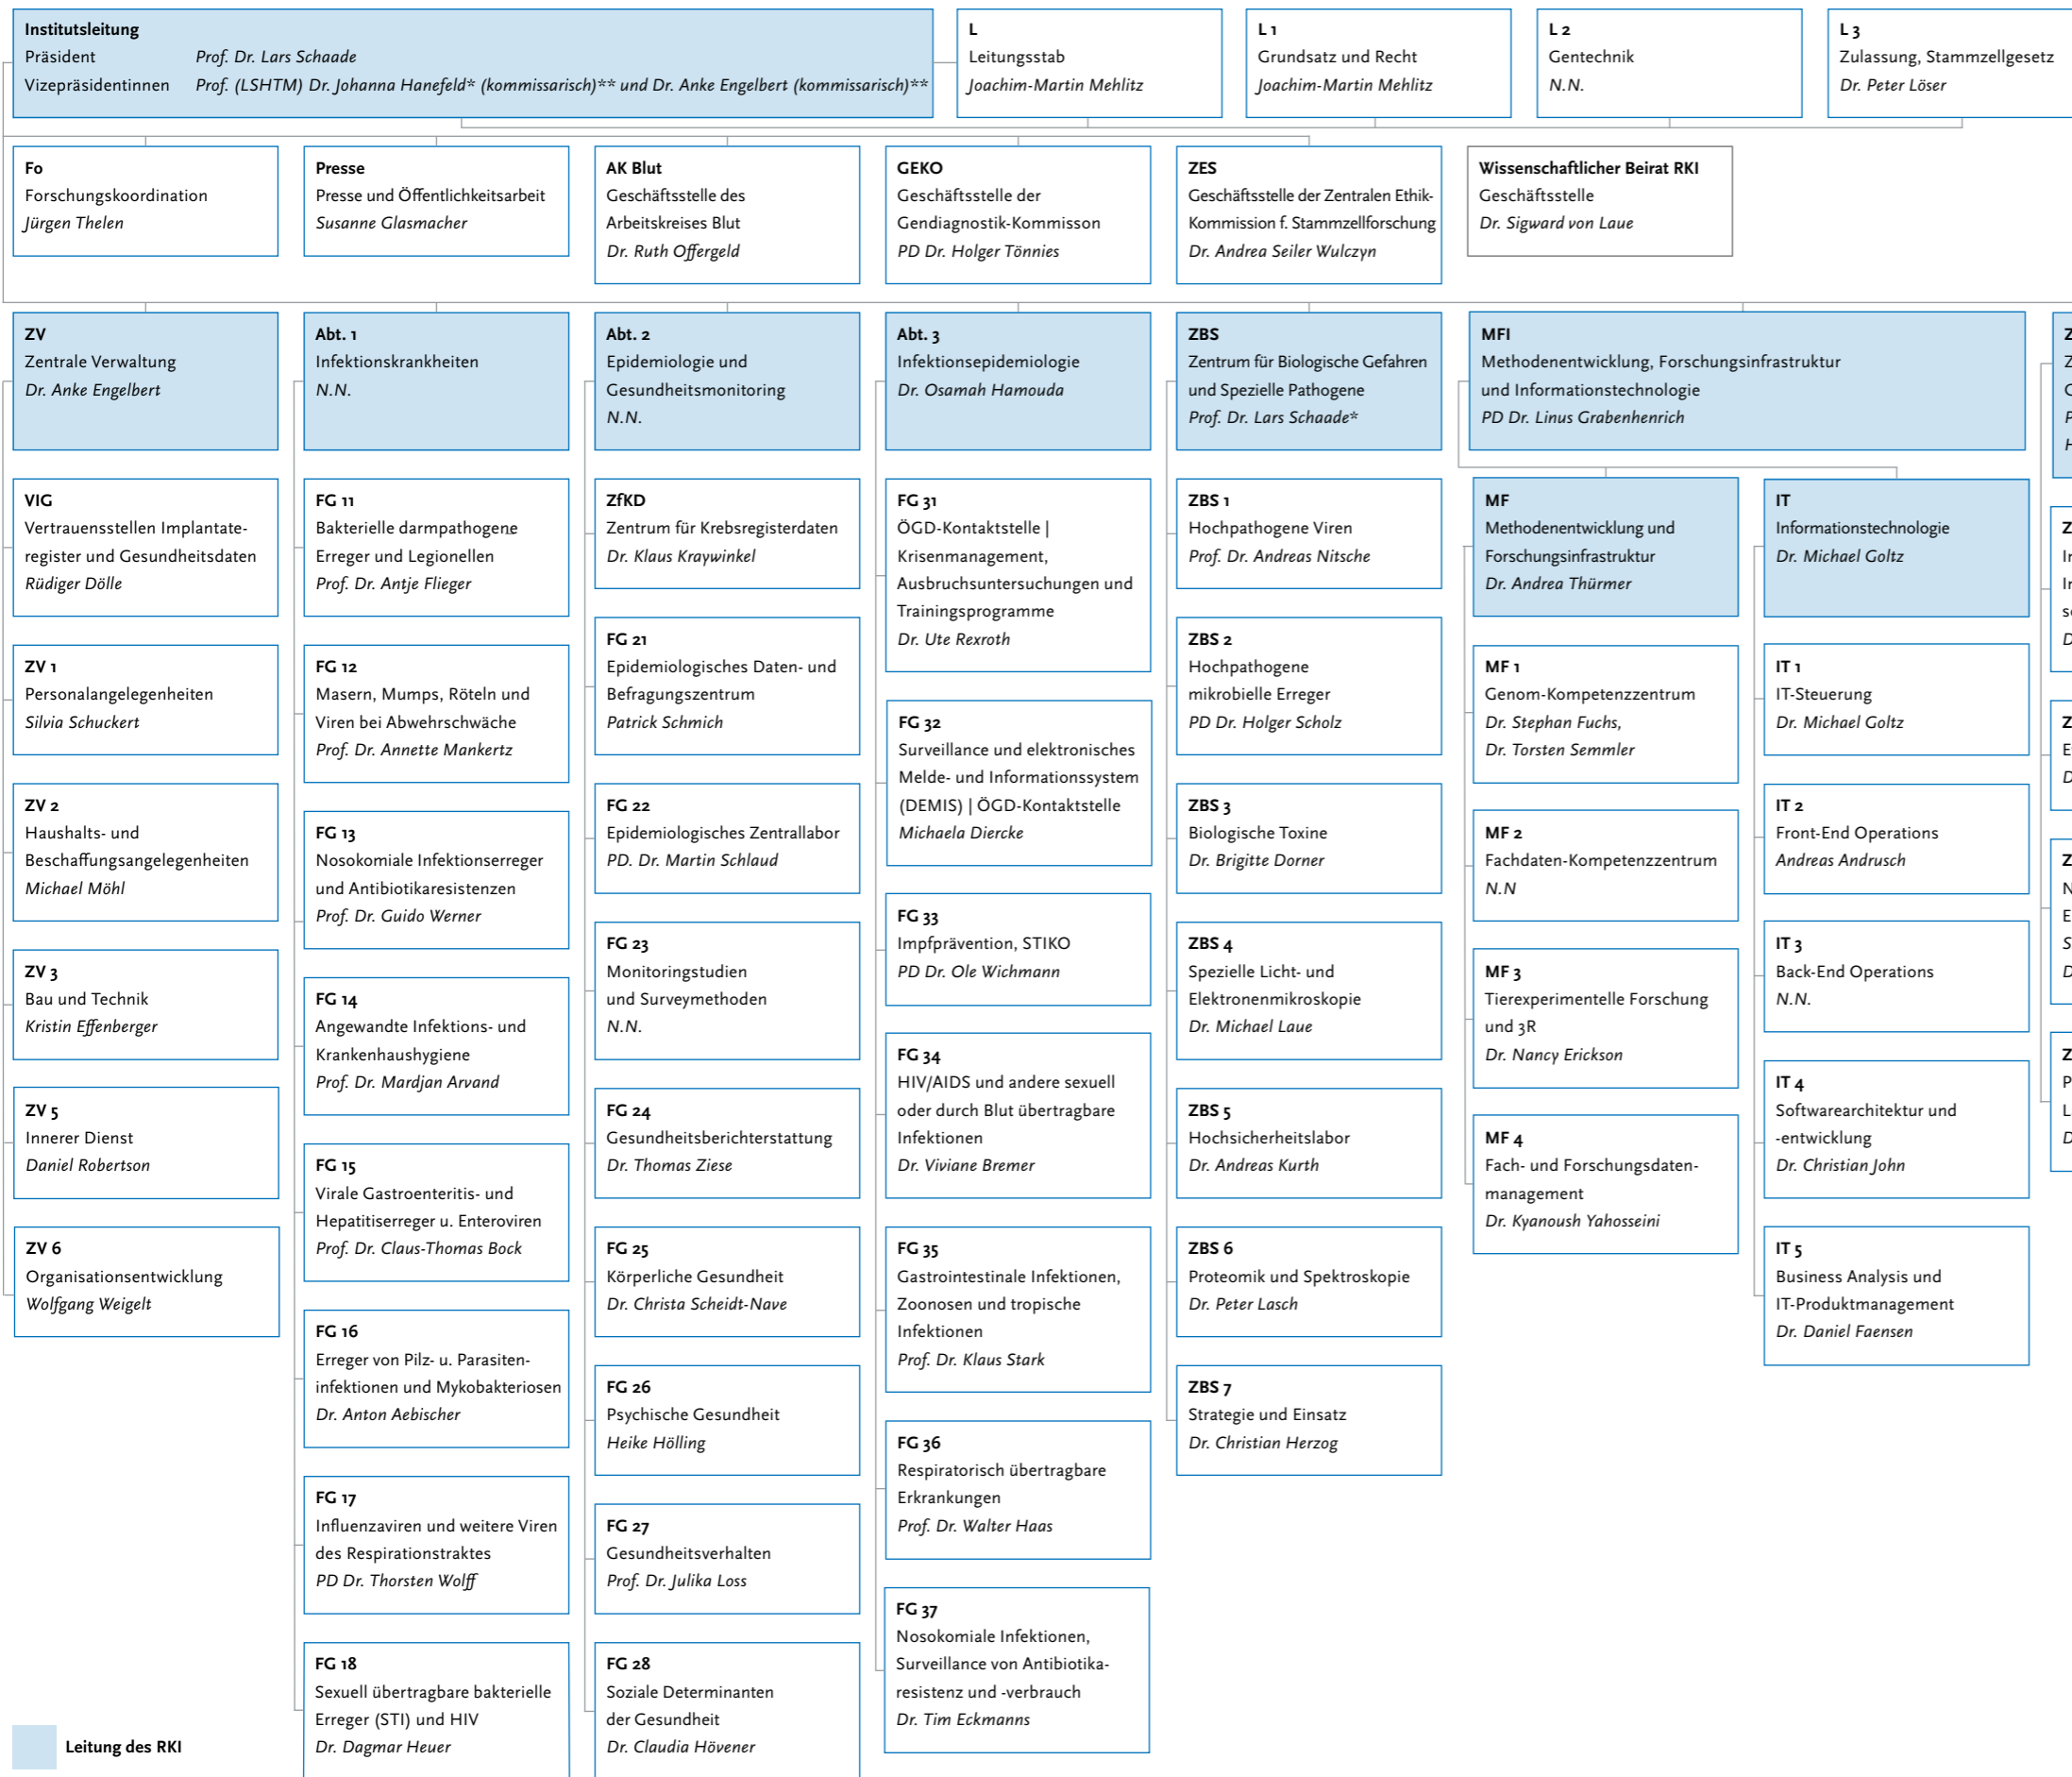 Institutsleitung
Präsident Prof. Dr. Lars Schaade
Vizepräsidentinnen Prof. (LSHTM) Dr. Johanna Hanefeld* (kommissarisch)** und Dr. Anke Engelbert (kommissarisch)**
L
Leitungsstab
Joachim-Martin Mehlitz
L 1
Grundsatz und Recht
Joachim-Martin Mehlitz
L 2
Gentechnik
N.N.
L 3
Zulassung, Stammzellgesetz
Dr. Peter Löser
Fo
Forschungskoordination
Jürgen Thelen
Presse
Presse und Öffentlichkeitsarbeit
Susanne Glasmacher
AK Blut
Geschäftsstelle des
Arbeitskreises Blut
Dr. Ruth Offergeld
GEKO
Geschäftsstelle der
Gendiagnostik-Kommisson
PD Dr. Holger Tönnies
ZES
Geschäftsstelle der Zentralen Ethik-
Kommission f. Stammzellforschung
Dr. Andrea Seiler Wulczyn
Wissenschaftlicher Beirat RKI
Geschäftsstelle
Dr. Sigward von Laue
ZV
Zentrale Verwaltung
Dr. Anke Engelbert
VIG
Vertrauensstellen Implantate-
register und Gesundheitsdaten
Rüdiger Dölle
ZV 1
Personalangelegenheiten
Silvia Schuckert
ZV 2
Haushalts- und
Beschaffungsangelegenheiten
Michael Möhl
ZV 3
Bau und Technik
Kristin Effenberger
ZV 5
Innerer Dienst
Daniel Robertson
ZV 6
Organisationsentwicklung
Wolfgang Weigelt
Abt. 1
Infektionskrankheiten
N.N.
FG 11
Bakterielle darmpathogene
Erreger und Legionellen
Prof. Dr. Antje Flieger
FG 12
Masern, Mumps, Röteln und
Viren bei Abwehrschwäche
Prof. Dr. Annette Mankertz
FG 13
Nosokomiale Infektionserreger
und Antibiotikaresistenzen
Prof. Dr. Guido Werner
FG 14
Angewandte Infektions- und
Krankenhaushygiene
Prof. Dr. Mardjan Arvand
FG 15
Virale Gastroenteritis- und
Hepatitiserreger u. Enteroviren
Prof. Dr. Claus-Thomas Bock
FG 16
Erreger von Pilz- u. Parasiten-
infektionen und Mykobakteriosen
Dr. Anton Aebischer
FG 17
Influenzaviren und weitere Viren
des Respirationstraktes
PD Dr. Thorsten Wolff
FG 18
Sexuell übertragbare bakterielle
Erreger (STI) und HIV
Dr. Dagmar Heuer
Abt. 2
Epidemiologie und
Gesundheitsmonitoring
N.N.
ZfKD
Zentrum für Krebsregisterdaten
Dr. Klaus Kraywinkel
FG 21
Epidemiologisches Daten- und
Befragungszentrum
Patrick Schmich
FG 22
Epidemiologisches Zentrallabor
PD. Dr. Martin Schlaud
FG 23
Monitoringstudien
und Surveymethoden
N.N.
FG 24
Gesundheitsberichterstattung
Dr. Thomas Ziese
FG 25
Körperliche Gesundheit
Dr. Christa Scheidt-Nave
FG 26
Psychische Gesundheit
Heike Hölling
FG 27
Gesundheitsverhalten
Prof. Dr. Julika Loss
FG 28
Soziale Determinanten
der Gesundheit
Dr. Claudia Hövener
Abt. 3
Infektionsepidemiologie
Dr. Osamah Hamouda
FG 31
ÖGD-Kontaktstelle |
Krisenmanagement,
Ausbruchsuntersuchungen und
Trainingsprogramme
Dr. Ute Rexroth
FG 32
Surveillance und elektronisches
Melde- und Informationssystem
(DEMIS) | ÖGD-Kontaktstelle
Michaela Diercke
FG 33
Impfprävention, STIKO
PD Dr. Ole Wichmann
FG 34
HIV/AIDS und andere sexuell
oder durch Blut übertragbare
Infektionen
Dr. Viviane Bremer
FG 35
Gastrointestinale Infektionen,
Zoonosen und tropische
Infektionen
Prof. Dr. Klaus Stark
FG 36
Respiratorisch übertragbare
Erkrankungen
Prof. Dr. Walter Haas
FG 37
Nosokomiale Infektionen,
Surveillance von Antibiotika-
resistenz und -verbrauch
Dr. Tim Eckmanns
ZBS
Zentrum für Biologische Gefahren
und Spezielle Pathogene
Prof. Dr. Lars Schaade*
ZBS 1
Hochpathogene Viren
Prof. Dr. Andreas Nitsche
ZBS 2
Hochpathogene
mikrobielle Erreger
PD Dr. Holger Scholz
ZBS 3
Biologische Toxine
Dr. Brigitte Dorner
ZBS 4
Spezielle Licht- und
Elektronenmikroskopie
Dr. Michael Laue
ZBS 5
Hochsicherheitslabor
Dr. Andreas Kurth
ZBS 6
Proteomik und Spektroskopie
Dr. Peter Lasch
ZBS 7
Strategie und Einsatz
Dr. Christian Herzog
MFI
Methodenentwicklung, Forschungsinfrastruktur
und Informationstechnologie
PD Dr. Linus Grabenhenrich
MF
Methodenentwicklung und
Forschungsinfrastruktur
Dr. Andrea Thürmer
MF 1
Genom-Kompetenzzentrum
Dr. Stephan Fuchs,
Dr. Torsten Semmler
MF 2
Fachdaten-Kompetenzzentrum
N.N
MF 3
Tierexperimentelle Forschung
und 3R
Dr. Nancy Erickson
MF 4
Fach- und Forschungsdaten-
management
Dr. Kyanoush Yahosseini
IT
Informationstechnologie
Dr. Michael Goltz
IT 1
IT-Steuerung
Dr. Michael Goltz
IT 2
Front-End Operations
Andreas Andrusch
IT 3
Back-End Operations
N.N.
IT 4
Softwarearchitektur und
-entwicklung
Dr. Christian John
IT 5
Business Analysis und
IT-Produktmanagement
Dr. Daniel Faensen
Leitung des RKI